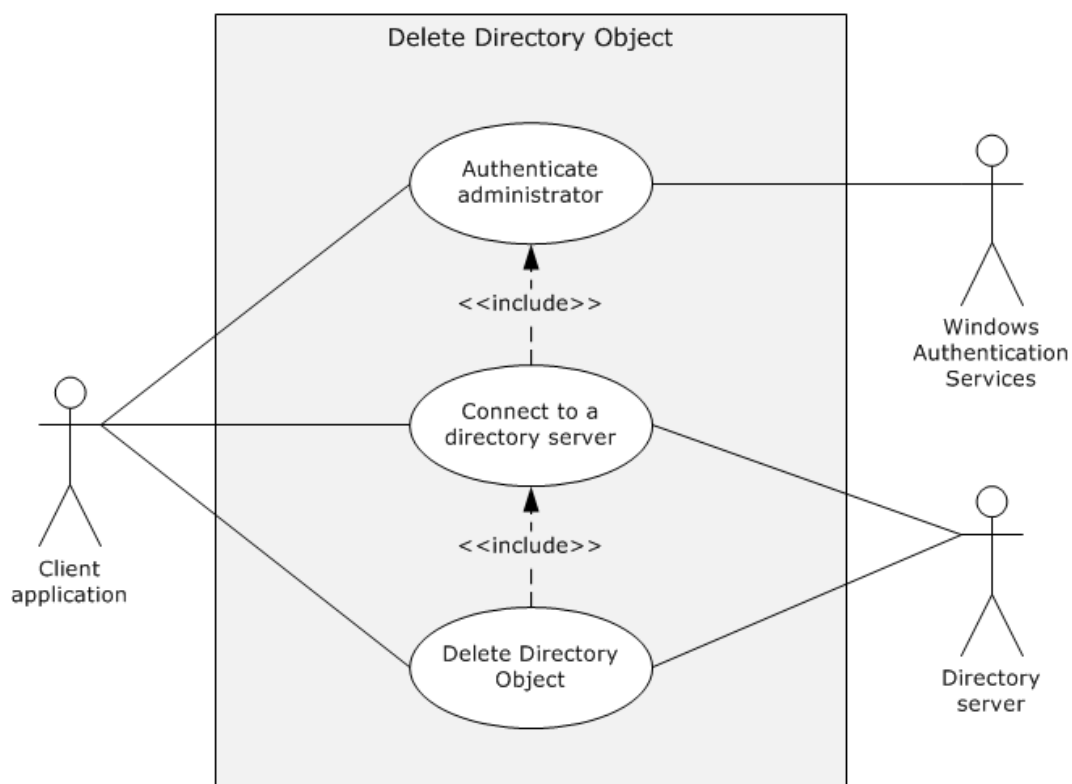 Delete Directory Object
Authenticate
administrator
<<include>>
Windows
Authentication
Services
Connect to a
directory server
<<include>>
Client
application
Delete Directory
Object
Directory
server